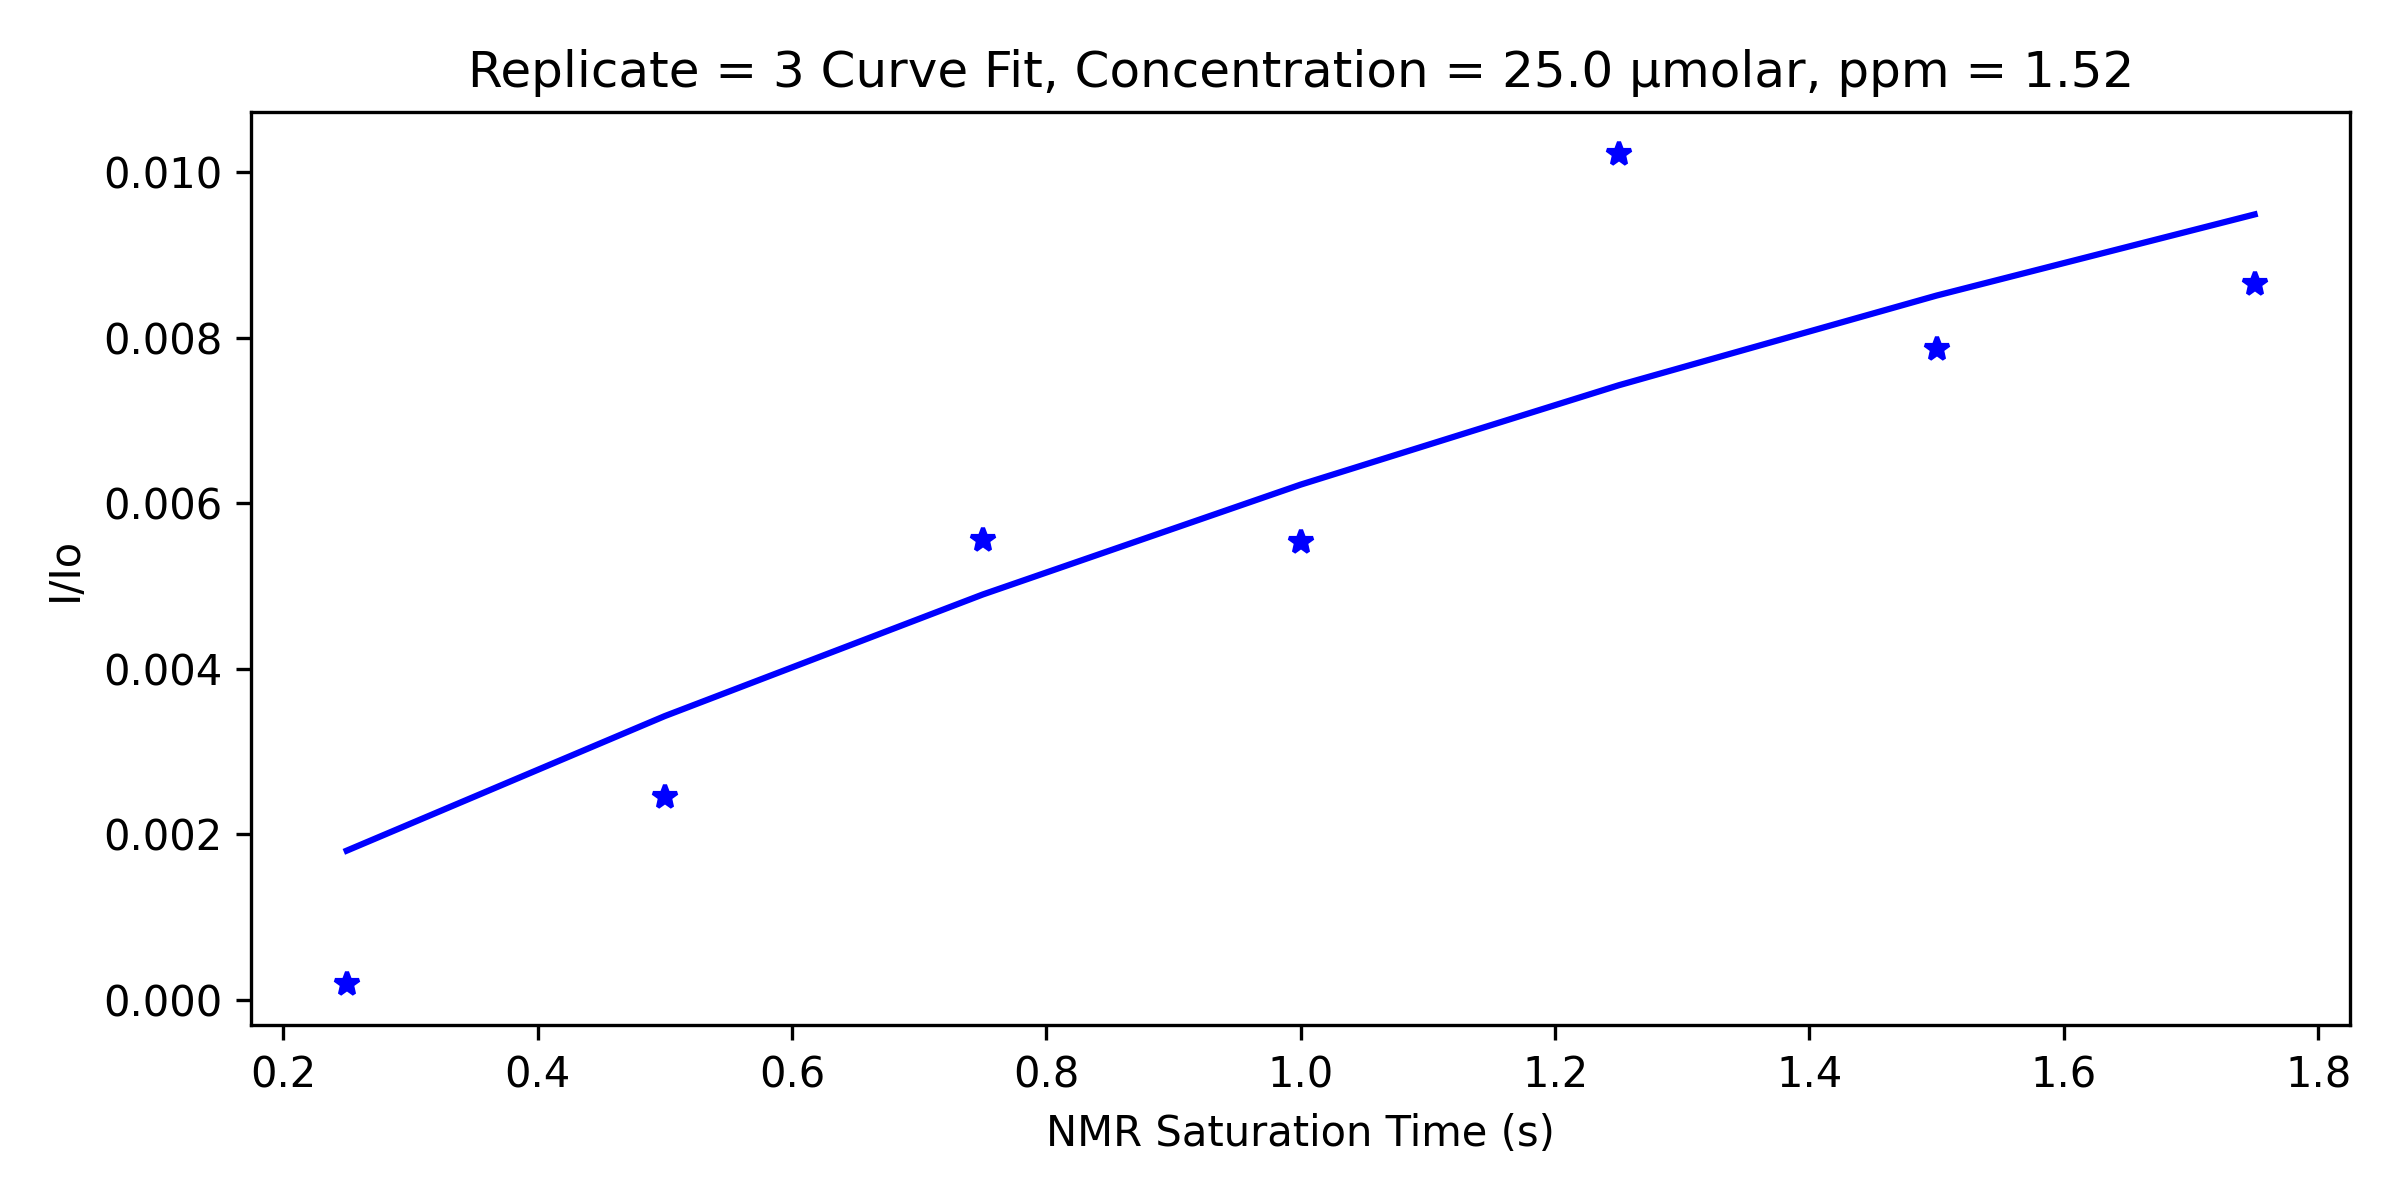 Replicate = 3 Curve Fit, Concentration = 25.0 μmolar, ppm = 1.52
0.010
0.008
0.006
0.004
0.002
0.000
I/Io
0.2 0.4 0.6 0.8 1.0 1.2 1.4 1.6 1.8
NMR Saturation Time (s)